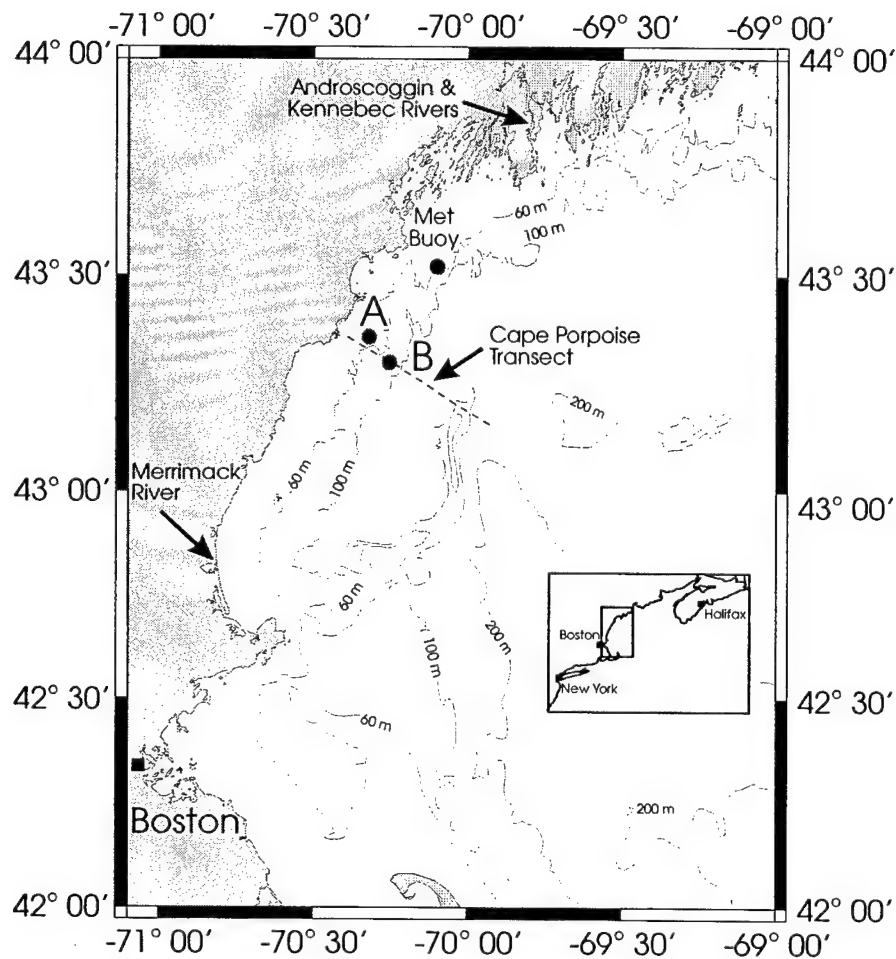 -71° 00′ -70° 30′ -70° 00′ -69° 30′ -69° 00′
44° 00′ 44° 00′
Androscoggin &
Kennebec Rivers
60 m
Met
Buoy
100 m
43° 30′ 43° 30′
A
B
Cape Porpoise
Transect
200 m
60 m
100 m
Merrimack
River
43° 00′ 43° 00′
60 m
100 m
200 m
Boston
Halifax
New York
42° 30′ 42° 30′
60 m
200 m
Boston
42° 00′ 42° 00′
-71° 00′ -70° 30′ -70° 00′ -69° 30′ -69° 00′